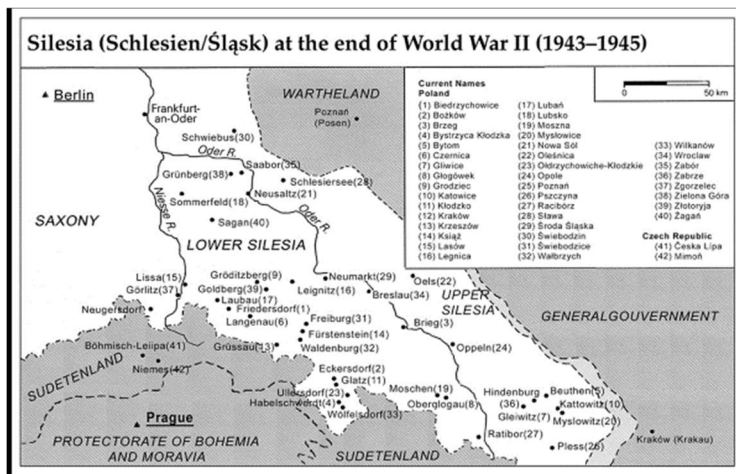 Silesia (Schlesien/Śląsk) at the end of World War II (1943–1945)
Berlin
Frankfurt-
an-Oder
WARTHELAND
Poznań
(Posen)
Schwiebus(30)
Oder R.
Saabor(35)
Grünberg(38)
Schlesiersee(28)
Sommerfeld(18)
Neusaltz(21)
Niesse R.
Oder R.
Sagan(40)
SAXONY
LOWER SILESIA
Lissa(15)
Görlitz(37)
Gröditzberg(9)
Goldberg(39)
Laubau(17)
Leignitz(16)
Neumarkt(29)
Oels(22)
Breslau(34)
UPPER
SILESIA
Neugersdorf
Friedersdorf(1)
Langenau(6)
Freiburg(31)
Fürstenstein(14)
Brieg(3)
GENERALGOUVERNMENT
Grüssau(13)
Waldenburg(32)
Oppeln(24)
Böhmisch-Leiipa(41)
Niemes(42)
SUDETENLAND
Eckersdorf(2)
Glatz(11)
Ullersdorf(23)
Habelschwerdt(4)
Wölfelsdorf(33)
Moschen(19)
Oberglogau(8)
Hindenburg
(36)
Beuthen(5)
Kattowitz(10)
Gleiwitz(7)
Myslowitz(20)
Prague
PROTECTORATE OF BOHEMIA
AND MORAVIA
SUDETENLAND
Ratibor(27)
Pless(26)
Kraków (Krakau)
0
50 km
Current Names
Poland
(1) Biedrzychowice
(2) Bożków
(3) Brzeg
(4) Bystrzyca Kłodzka
(5) Bytom
(6) Czernica
(7) Gliwice
(8) Głogówek
(9) Grodziec
(10) Katowice
(11) Kłodzko
(12) Kraków
(13) Krzeszów
(14) Książ
(15) Lasów
(16) Legnica
(17) Lubań
(18) Lubsko
(19) Moszna
(20) Mysłowice
(21) Nowa Sól
(22) Oleśnica
(23) Ołdrzychowiche-Kłodzkie
(24) Opole
(25) Poznań
(26) Pszczyna
(27) Racibórz
(28) Sława
(29) Środa Śląska
(30) Świebodzin
(31) Świebodzice
(32) Wałbrzych
(33) Wilkanów
(34) Wroclaw
(35) Zabór
(36) Zabrze
(37) Zgorzelec
(38) Zielona Góra
(39) Złotoryja
(40) Żagań
Czech Republic
(41) Česka Lípa
(42) Mimoň